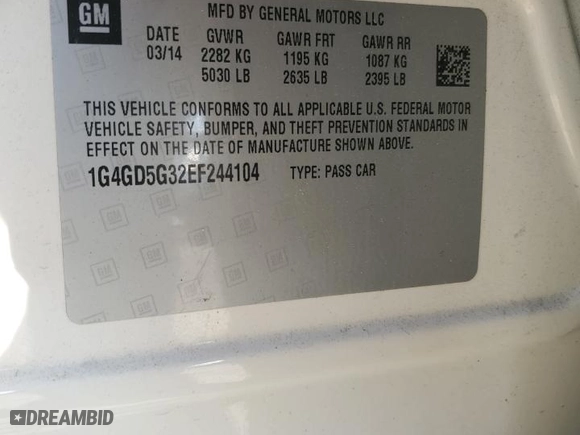 GM
MFD BY GENERAL MOTORS LLC
DATE GVWR GAWR FRT GAWR RR
03/14 2282 KG 1195 KG 1087 KG
5030 LB 2635 LB 2395 LB
THIS VEHICLE CONFORMS TO ALL APPLICABLE U.S. FEDERAL MOTOR
VEHICLE SAFETY, BUMPER, AND THEFT PREVENTION STANDARDS IN
EFFECT ON THE DATE OF MANUFACTURE SHOWN ABOVE.
1G4GD5G32EF244104 TYPE: PASS CAR
DREAMBID